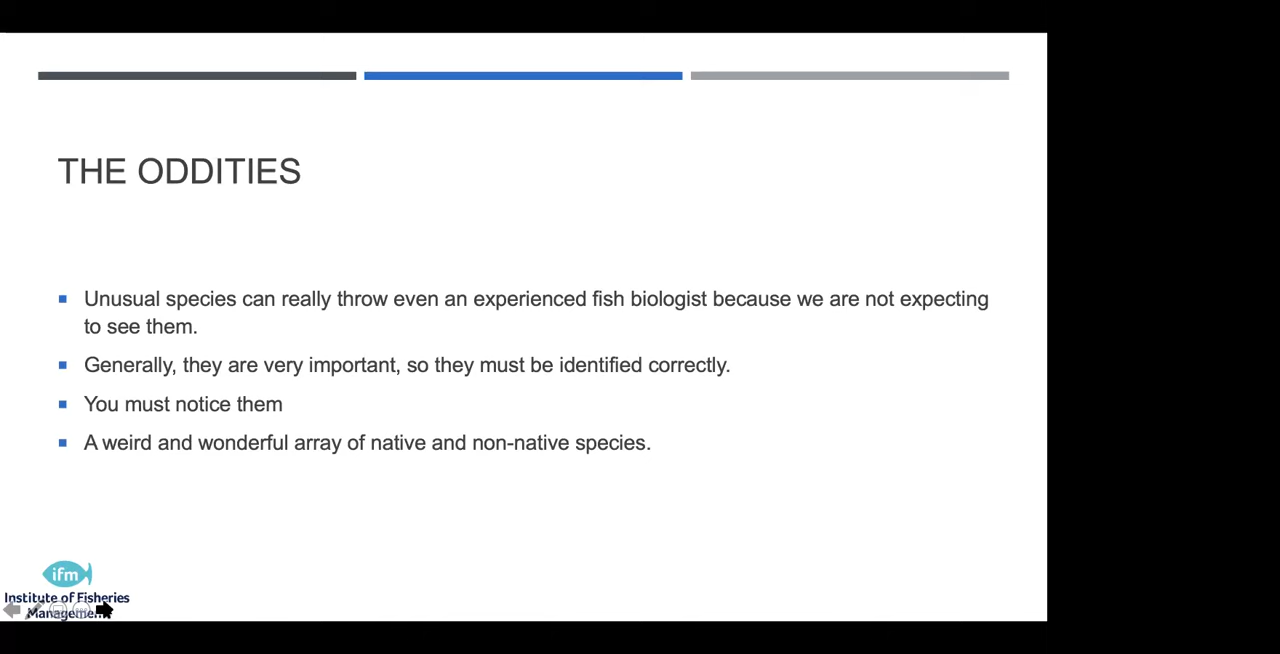 THE ODDITIES
Unusual species can really throw even an experienced fish biologist because we are not expecting
to see them.
Generally, they are very important, so they must be identified correctly.
You must notice them
A weird and wonderful array of native and non-native species.
ifm
Institute of Fisheries
Management